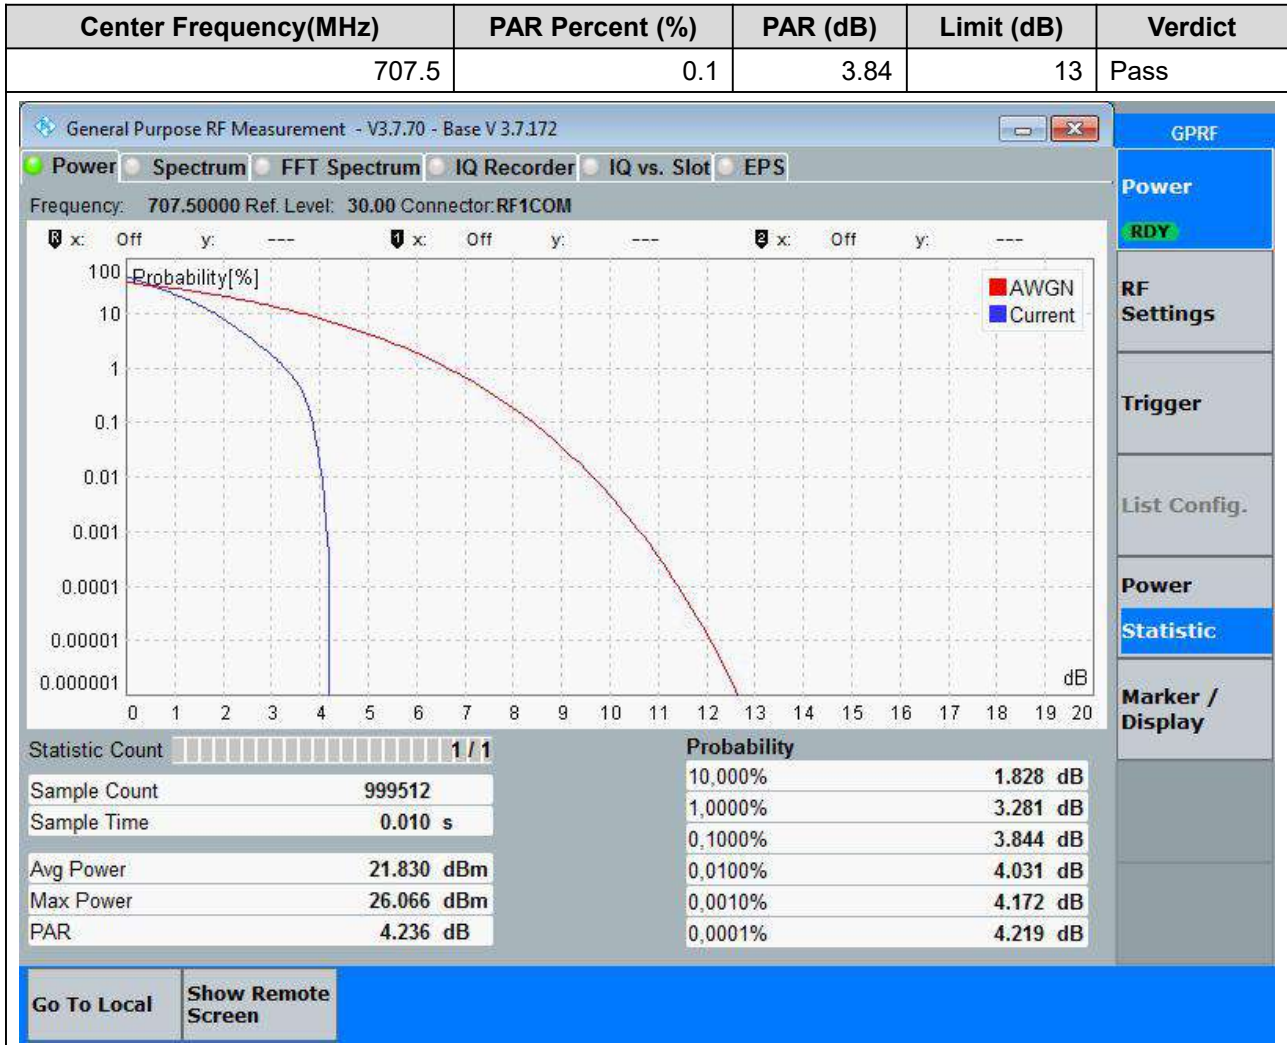 Center Frequency(MHz) PAR Percent (%) PAR (dB) Limit (dB) Verdict
707.5 0.1 3.84 13 Pass
General Purpose RF Measurement - V3.7.70 - Base V 3.7.172
GPRF
Power Spectrum FFT Spectrum IQ Recorder IQ vs. Slot EPS
Frequency: 707.50000 Ref. Level: 30.00 Connector:RF1COM
R x: Off y: --- 1 x: Off y: --- 2 x: Off y: ---
Probability[%]
100
10
1
0.1
0.01
0.001
0.0001
0.00001
0.000001
AWGN
Current
dB
0 1 2 3 4 5 6 7 8 9 10 11 12 13 14 15 16 17 18 19 20
Statistic Count 1 / 1
Sample Count 999512
Sample Time 0.010 s
Avg Power 21.830 dBm
Max Power 26.066 dBm
PAR 4.236 dB
Probability
10,000% 1.828 dB
1,0000% 3.281 dB
0,1000% 3.844 dB
0,0100% 4.031 dB
0,0010% 4.172 dB
0,0001% 4.219 dB
Power
RDY
RF
Settings
Trigger
List Config.
Power
Statistic
Marker /
Display
Go To Local
Show Remote
Screen